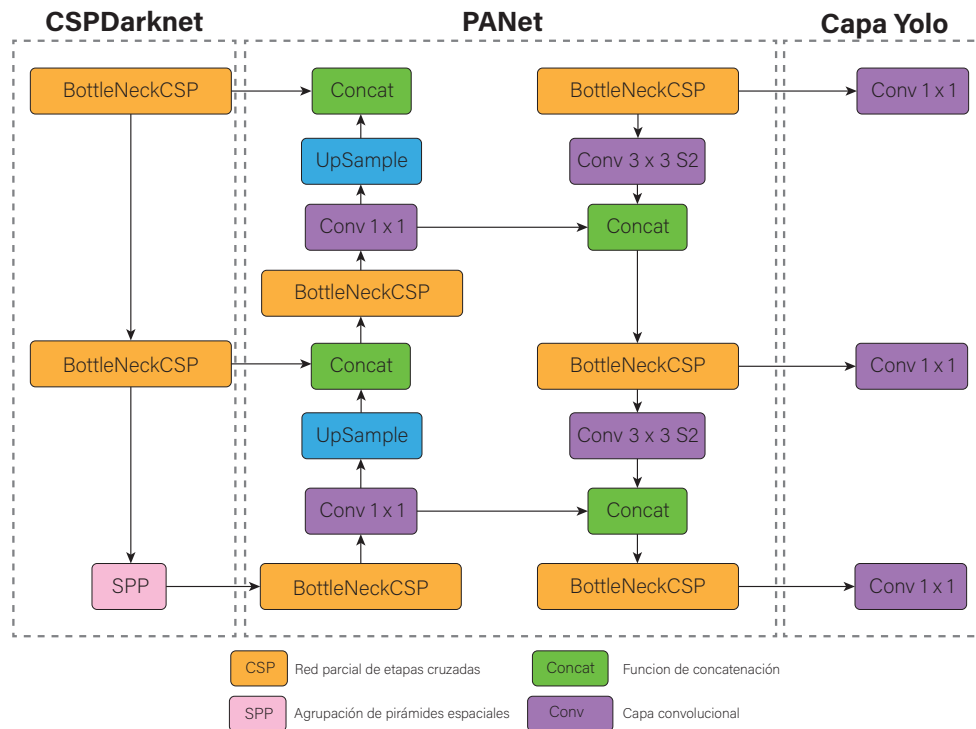 CSPDarknet
PANet
Capa Yolo
BottleNeckCSP
Concat
BottleNeckCSP
Conv 1 x 1
UpSample
Conv 3 x 3 S2
Conv 1 x 1
Concat
BottleNeckCSP
BottleNeckCSP
Concat
BottleNeckCSP
Conv 1 x 1
UpSample
Conv 3 x 3 S2
Conv 1 x 1
Concat
SPP
BottleNeckCSP
BottleNeckCSP
Conv 1 x 1
CSP
Red parcial de etapas cruzadas
Concat
Funcion de concatenación
SPP
Agrupación de pirámides espaciales
Conv
Capa convolucional